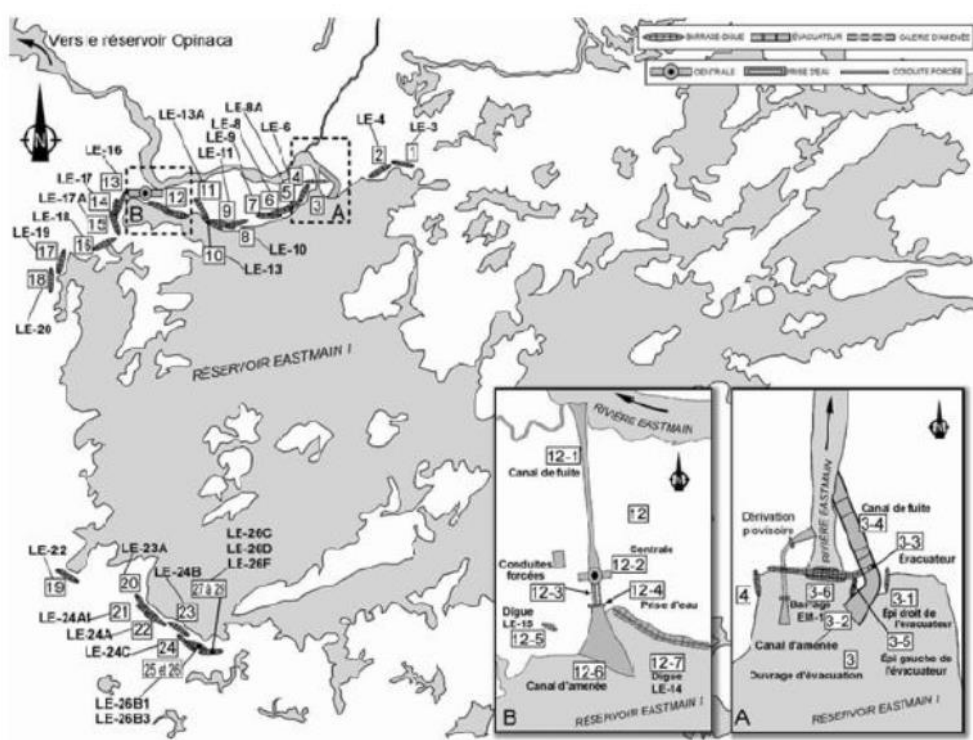 Vers le réservoir Opinaca
BARRAGE-DIGUE
ÉVACUATEUR
GALERIE D'AMENÉE
CENTRALE
PRISE D'EAU
CONDUITE FORCÉE
N
LE-13A
LE-8A
LE-8
LE-9
LE-11
LE-6
LE-4
LE-3
LE-16
LE-17
LE-17A
LE-18
LE-19
LE-20
1
2
3
4
5
6
7
8
9
10
11
12
13
14
15
16
17
18
A
B
LE-10
LE-13
RÉSERVOIR EASTMAIN 1
LE-22
LE-23A
LE-24B
LE-26C
LE-26D
LE-26F
27 à 29
19
20
21
22
23
24
25 et 26
LE-24A1
LE-24A
LE-24C
LE-26B1
LE-26B3
RIVIÈRE EASTMAIN
12-1
Canal de fuite
N
12
Centrale
12-2
Conduites
forcées
12-3
12-4
Prise d'eau
Digue
LE-15
12-5
12-6
Canal d'amenée
12-7
Digue
LE-14
B
RÉSERVOIR EASTMAIN 1
N
RIVIÈRE EASTMAIN
Dérivation
provisoire
Canal de fuite
3-4
3-3
Évacuateur
4
3-6
Barrage
EM-1
3-1
Épi droit de
l'évacuateur
3-2
Canal d'amenée
3-5
Épi gauche de
l'évacuateur
3
Ouvrage d'évacuation
A
RÉSERVOIR EASTMAIN 1